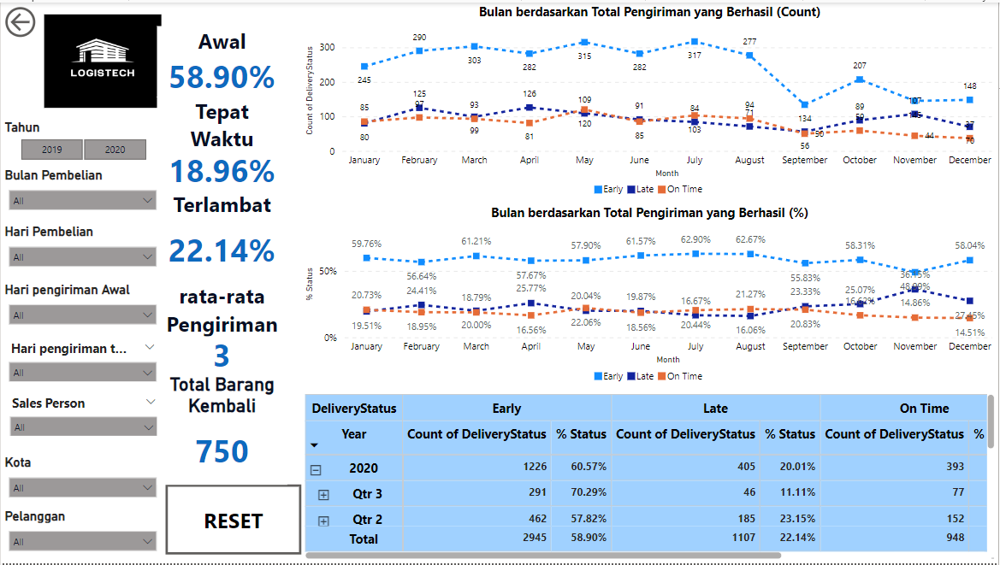 LOGISTECH
Tahun
2019
2020
Bulan Pembelian
All
Hari Pembelian
All
Hari pengiriman Awal
All
Hari pengiriman t...
All
Sales Person
All
Kota
All
Pelanggan
All
Awal
58.90%
Tepat
Waktu
18.96%
Terlambat
22.14%
rata-rata
Pengiriman
3
Total Barang
Kembali
750
RESET
Bulan berdasarkan Total Pengiriman yang Berhasil (Count)
Count of DeliveryStatus
300
200
100
0
245 290 303 282 315 282 317 277 134 207 107 148
85 125 93 126 109 91 84 94 50 89
80 97 99 81 120 85 103 71 56 59 44 37
70
January February March April May June July August September October November December
Month
Early Late On Time
Bulan berdasarkan Total Pengiriman yang Berhasil (%)
% Status
50%
0%
59.76% 56.64% 61.21% 57.67% 57.90% 61.57% 62.90% 62.67% 55.83% 58.31% 36.15% 58.04%
20.73% 24.41% 18.79% 25.77% 20.04% 19.87% 16.67% 21.27% 23.33% 25.07% 48.99% 27.45%
19.51% 18.95% 20.00% 16.56% 22.06% 18.56% 20.44% 16.06% 20.83% 16.62% 14.86% 14.51%
January February March April May June July August September October November December
Month
Early Late On Time
DeliveryStatus Early Late On Time
Year Count of DeliveryStatus % Status Count of DeliveryStatus % Status Count of DeliveryStatus %
2020 1226 60.57% 405 20.01% 393
Qtr 3 291 70.29% 46 11.11% 77
Qtr 2 462 57.82% 185 23.15% 152
Total 2945 58.90% 1107 22.14% 948